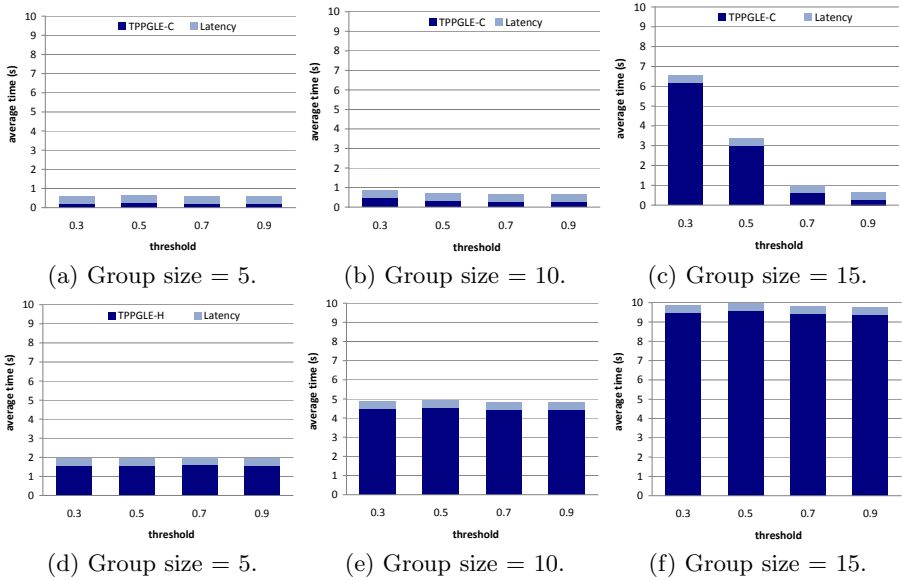 TPPGLE-C Latency
average time (s)
10
9
8
7
6
5
4
3
2
1
0
0.3 0.5 0.7 0.9
threshold
(a) Group size = 5.
TPPGLE-C Latency
average time (s)
10
9
8
7
6
5
4
3
2
1
0
0.3 0.5 0.7 0.9
threshold
(b) Group size = 10.
TPPGLE-C Latency
average time (s)
10
9
8
7
6
5
4
3
2
1
0
0.3 0.5 0.7 0.9
threshold
(c) Group size = 15.
TPPGLE-H Latency
average time (s)
10
9
8
7
6
5
4
3
2
1
0
0.3 0.5 0.7 0.9
threshold
(d) Group size = 5.
average time (s)
10
9
8
7
6
5
4
3
2
1
0
0.3 0.5 0.7 0.9
threshold
(e) Group size = 10.
average time (s)
10
9
8
7
6
5
4
3
2
1
0
0.3 0.5 0.7 0.9
threshold
(f) Group size = 15.